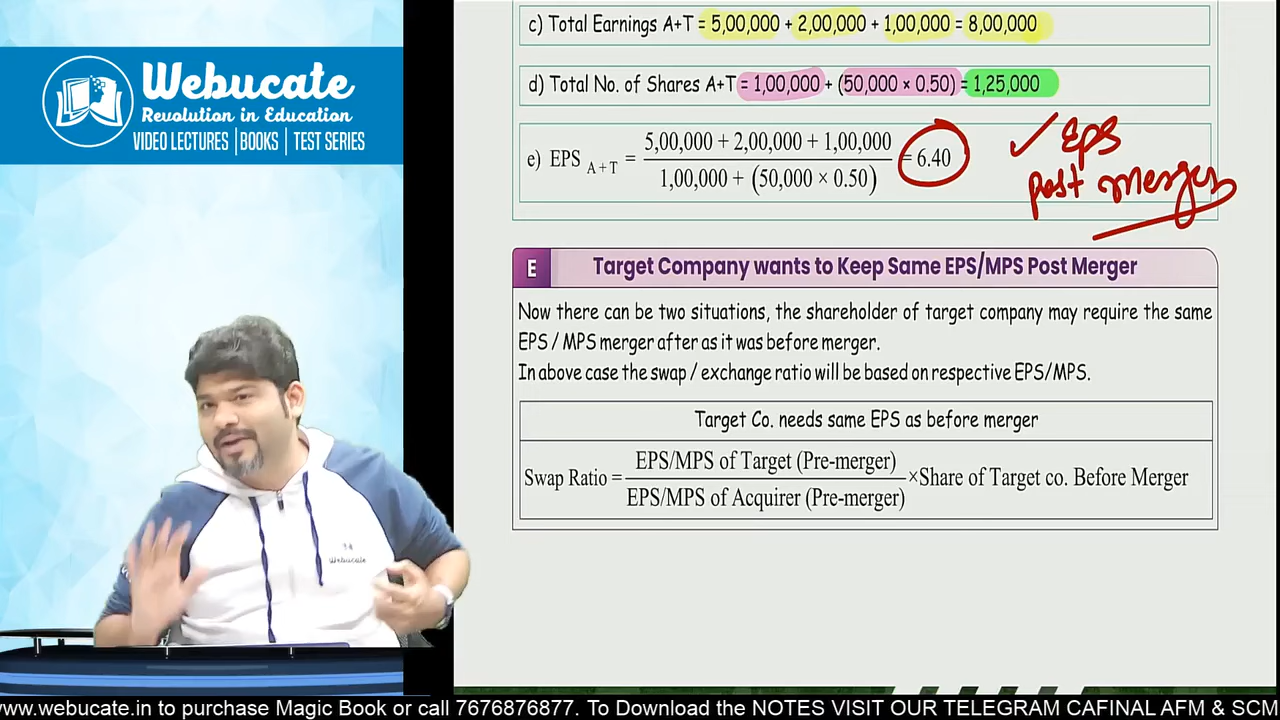 Webucate
Revolution in Education
VIDEO LECTURES |BOOKS | TEST SERIES
c) Total Earnings A+T = 5,00,000 + 2,00,000 + 1,00,000 = 8,00,000
d) Total No. of Shares A+T = 1,00,000 + (50,000 × 0.50) = 1,25,000
e) EPS A+T = 5,00,000 + 2,00,000 + 1,00,000 / 1,00,000 + (50,000 × 0.50) = 6.40
✓ EPS
post merger
E Target Company wants to Keep Same EPS/MPS Post Merger
Now there can be two situations, the shareholder of target company may require the same
EPS / MPS merger after as it was before merger.
In above case the swap / exchange ratio will be based on respective EPS/MPS.
Target Co. needs same EPS as before merger
Swap Ratio = EPS/MPS of Target (Pre-merger) / EPS/MPS of Acquirer (Pre-merger) ×Share of Target co. Before Merger
Webucate
www.webucate.in to purchase Magic Book or call 7676876877. To Download the NOTES VISIT OUR TELEGRAM CAFINAL AFM & SCM